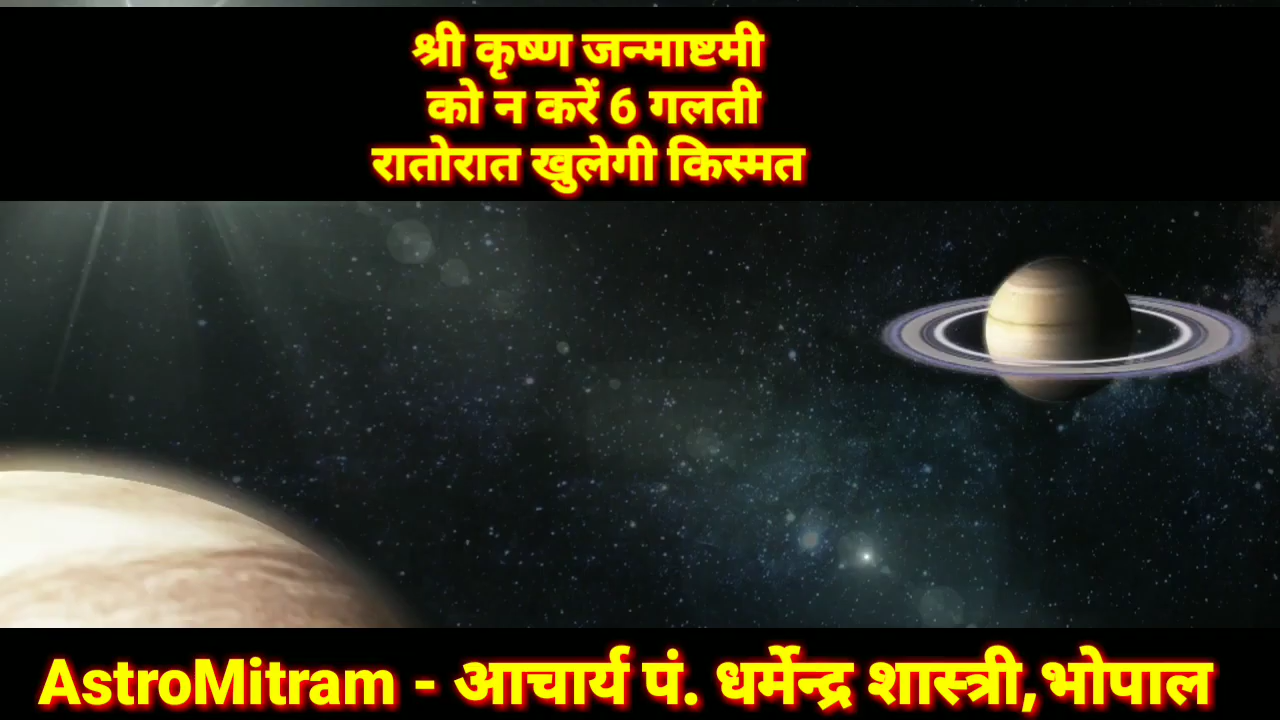 श्री कृष्ण जन्माष्टमी
को न करें 6 गलती
रातोरात खुलेगी किस्मत
AstroMitram - आचार्य पं. धर्मेन्द्र शास्त्री,भोपाल